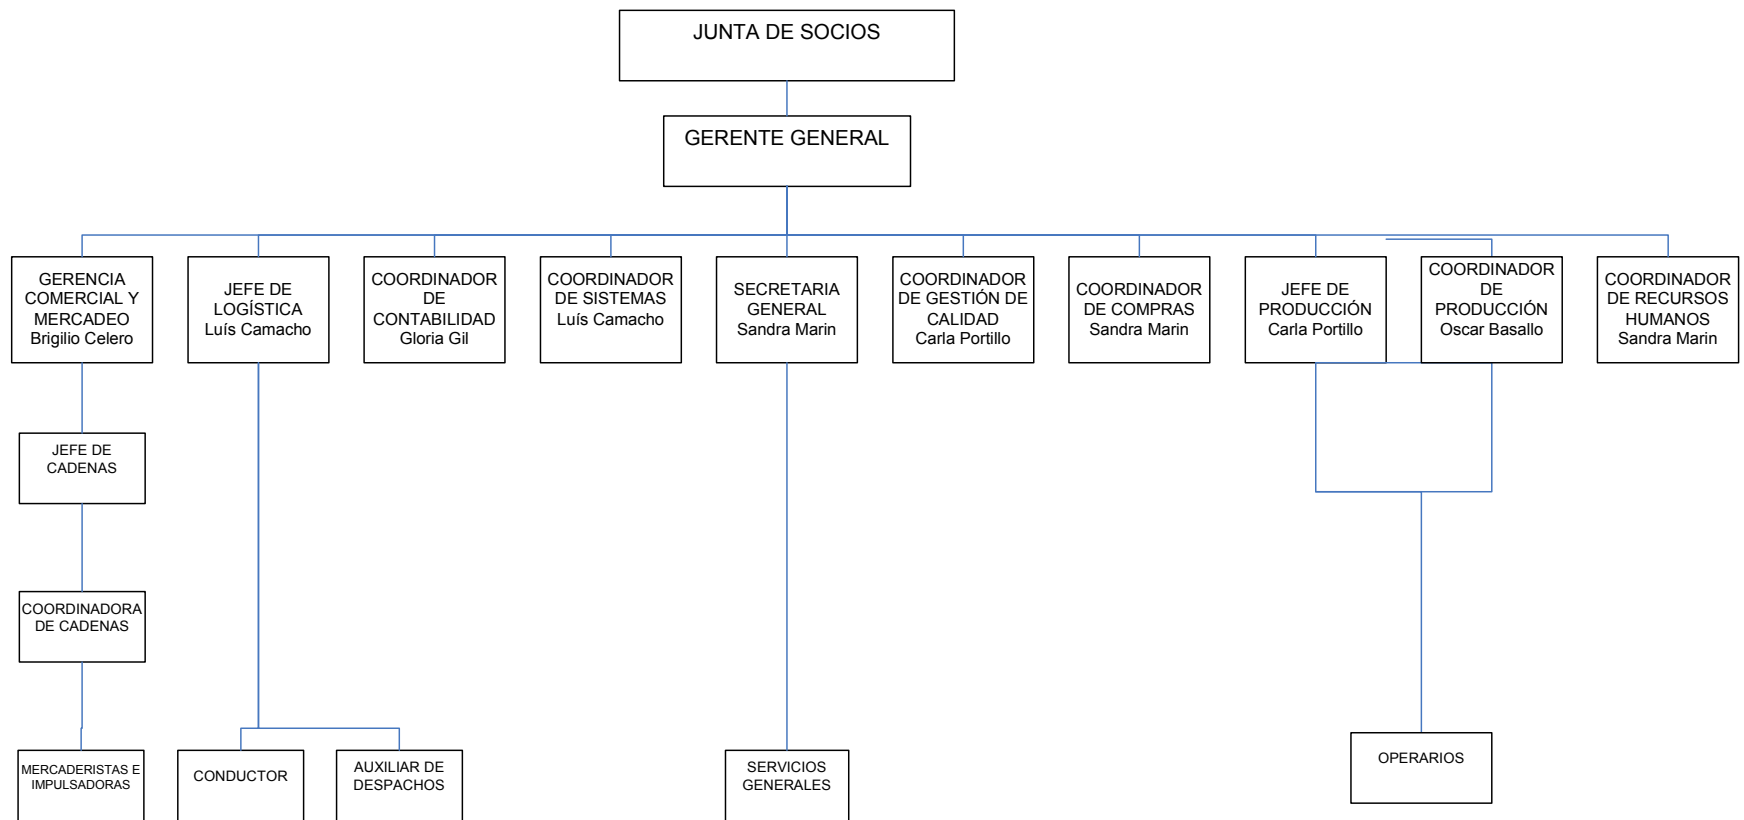 JUNTA DE SOCIOS
GERENTE GENERAL
GERENCIA
COMERCIAL Y
MERCADEO
Brigilio Celero
JEFE DE
LOGÍSTICA
Luís Camacho
COORDINADOR
DE
CONTABILIDAD
Gloria Gil
COORDINADOR
DE SISTEMAS
Luís Camacho
SECRETARIA
GENERAL
Sandra Marin
COORDINADOR
DE GESTIÓN DE
CALIDAD
Carla Portillo
COORDINADOR
DE COMPRAS
Sandra Marin
JEFE DE
PRODUCCIÓN
Carla Portillo
COORDINADOR
DE
PRODUCCIÓN
Oscar Basallo
COORDINADOR
DE RECURSOS
HUMANOS
Sandra Marin
JEFE DE
CADENAS
COORDINADORA
DE CADENAS
MERCADERISTAS E
IMPULSADORAS
CONDUCTOR
AUXILIAR DE
DESPACHOS
SERVICIOS
GENERALES
OPERARIOS